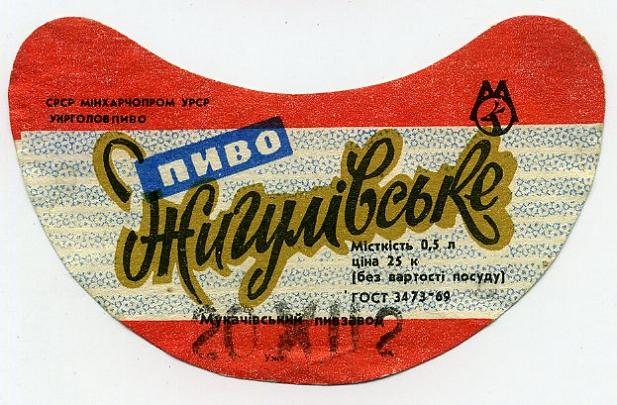 СРСР МІНХАРЧОПРОМ УРСР
УКРГОЛОВПИВО
ПИВО
Жигулівське
Місткість 0,5 л
ціна 25 к
(без вартості посуду)
ГОСТ 3473-69
Мукачівський пивзавод